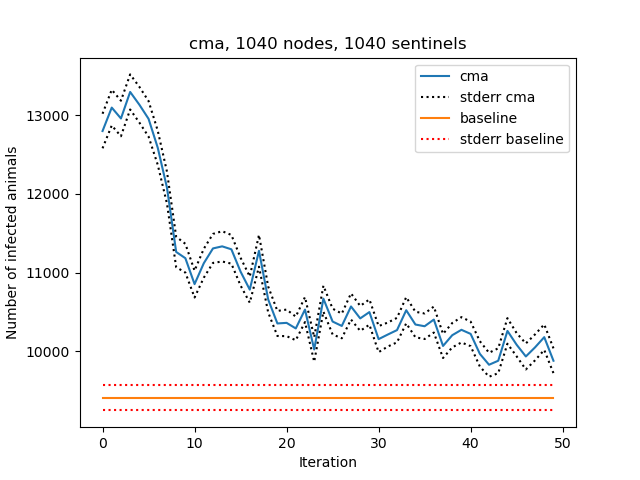 cma, 1040 nodes, 1040 sentinels
cma
stderr cma
baseline
stderr baseline
Number of infected animals
13000
12000
11000
10000
0 10 20 30 40 50
Iteration